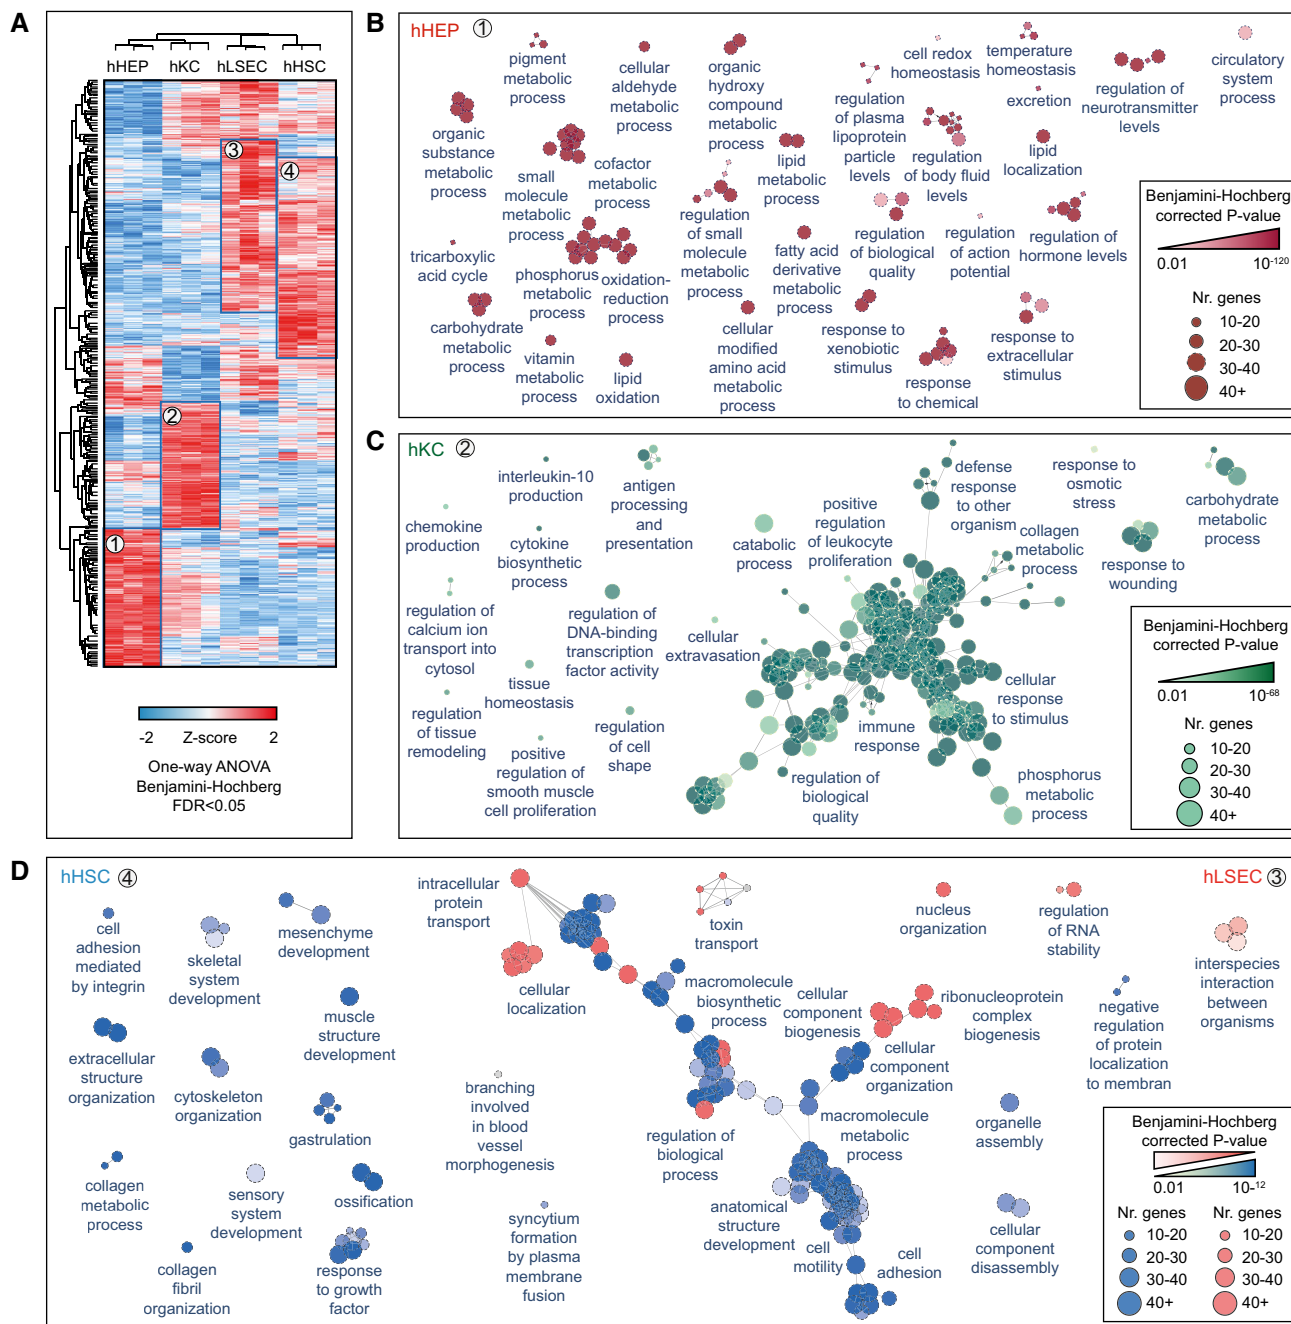 A
hHEP hKC hLSEC hHSC
3
4
2
1
-2 Z-score 2
One-way ANOVA
Benjamini-Hochberg
FDR<0.05
B
hHEP 1
pigment
metabolic
process
cellular
aldehyde
metabolic
process
organic
hydroxy
compound
metabolic
process
cell redox
homeostasis
temperature
homeostasis
excretion
regulation of
neurotransmitter
levels
circulatory
system
process
organic
substance
metabolic
process
small
molecule
metabolic
process
cofactor
metabolic
process
lipid
metabolic
process
regulation
of plasma
lipoprotein
particle
levels
regulation
of body fluid
levels
lipid
localization
tricarboxylic
acid cycle
phosphorus
metabolic
process
oxidation-
reduction
process
regulation
of small
molecule
metabolic
process
fatty acid
derivative
metabolic
process
regulation
of biological
quality
regulation
of action
potential
regulation of
hormone levels
carbohydrate
metabolic
process
vitamin
metabolic
process
lipid
oxidation
cellular
modified
amino acid
metabolic
process
response to
xenobiotic
stimulus
response
to chemical
response to
extracellular
stimulus
Benjamini-Hochberg
corrected P-value
0.01 10-120
Nr. genes
10-20
20-30
30-40
40+
C
hKC 2
interleukin-10
production
antigen
processing
and
presentation
chemokine
production
cytokine
biosynthetic
process
catabolic
process
positive
regulation
of leukocyte
proliferation
defense
response
to other
organism
collagen
metabolic
process
response to
osmotic
stress
carbohydrate
metabolic
process
response to
wounding
regulation of
calcium ion
transport into
cytosol
regulation of
DNA-binding
transcription
factor activity
cellular
extravasation
tissue
homeostasis
regulation
of tissue
remodeling
positive
regulation of
smooth muscle
cell proliferation
regulation
of cell
shape
immune
response
cellular
response
to stimulus
regulation of
biological
quality
phosphorus
metabolic
process
Benjamini-Hochberg
corrected P-value
0.01 10-68
Nr. genes
10-20
20-30
30-40
40+
D
hHSC 4
hLSEC 3
cell
adhesion
mediated
by integrin
skeletal
system
development
mesenchyme
development
intracellular
protein
transport
toxin
transport
nucleus
organization
regulation
of RNA
stability
interspecies
interaction
between
organisms
extracellular
structure
organization
cytoskeleton
organization
muscle
structure
development
cellular
localization
macromolecule
biosynthetic
process
cellular
component
biogenesis
ribonucleoprotein
complex
biogenesis
negative
regulation
of protein
localization
to membran
cellular
component
organization
gastrulation
branching
involved
in blood
vessel
morphogenesis
regulation of
biological
process
macromolecule
metabolic
process
organelle
assembly
collagen
metabolic
process
sensory
system
development
ossification
syncytium
formation
by plasma
membrane
fusion
anatomical
structure
development
cell
motility
cell
adhesion
cellular
component
disassembly
collagen
fibril
organization
response
to growth
factor
Benjamini-Hochberg
corrected P-value
0.01 10-12
Nr. genes Nr. genes
10-20 10-20
20-30 20-30
30-40 30-40
40+ 40+